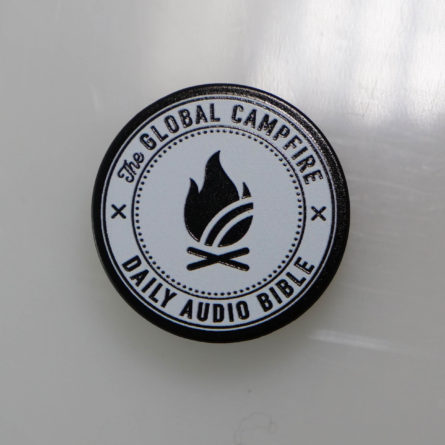 The GLOBAL CAMPFIRE
DAILY AUDIO BIBLE